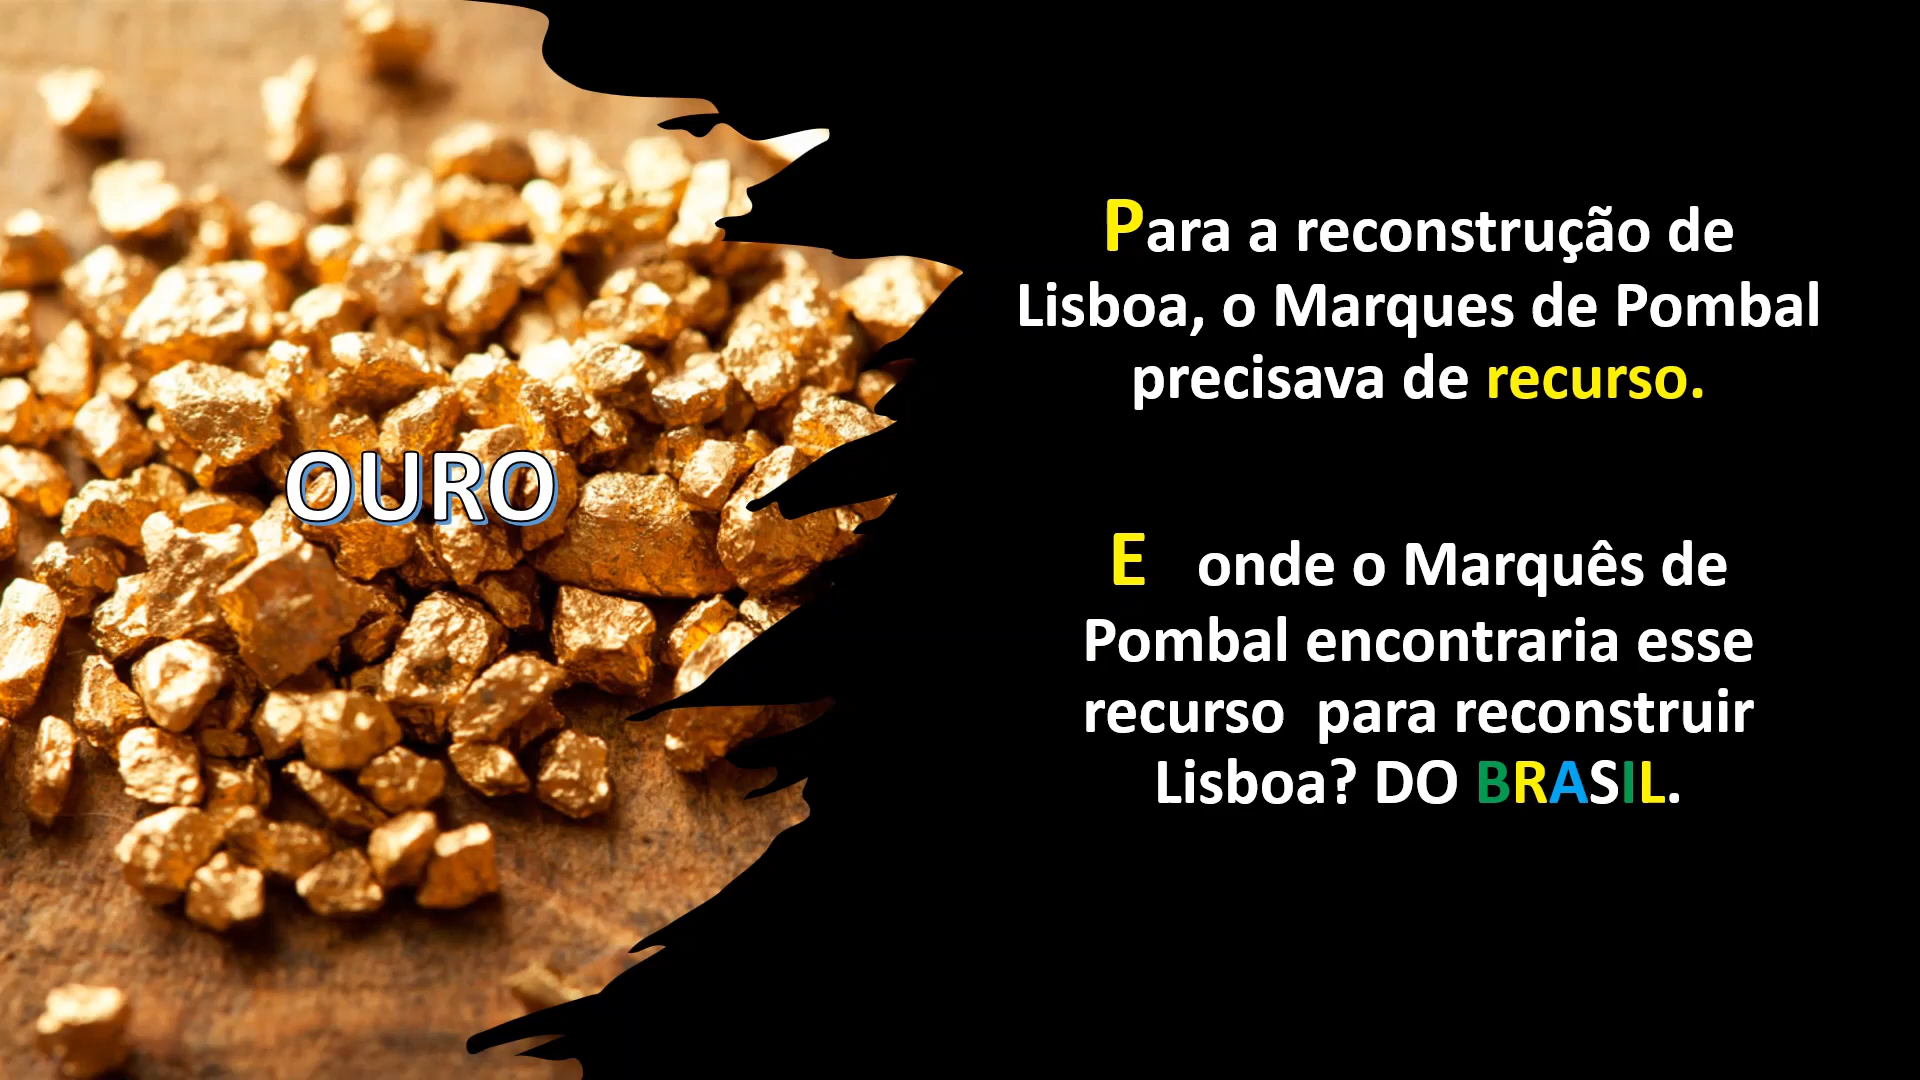 OURO
Para a reconstrução de
Lisboa, o Marques de Pombal
precisava de recurso.
E onde o Marquês de
Pombal encontraria esse
recurso para reconstruir
Lisboa? DO BRASIL.